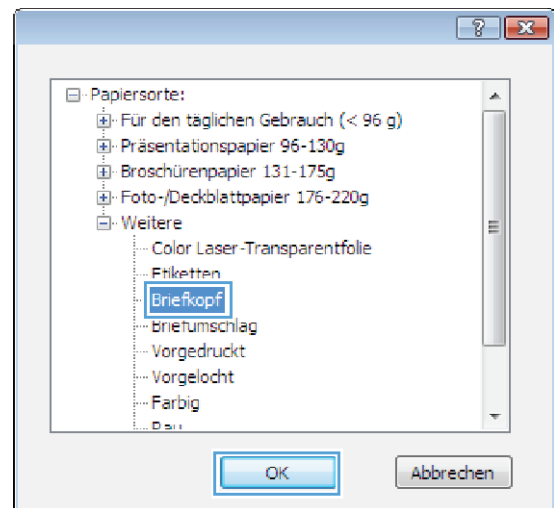 Papiersorte:
Für den täglichen Gebrauch (< 96 g)
Präsentationspapier 96-130g
Broschürenpapier 131-175g
Foto-/Deckblattpapier 176-220g
Weitere
Color Laser-Transparentfolie
Etiketten
Briefkopf
Briefumschlag
Vorgedruckt
Vorgelocht
Farbig
Rau
OK Abbrechen